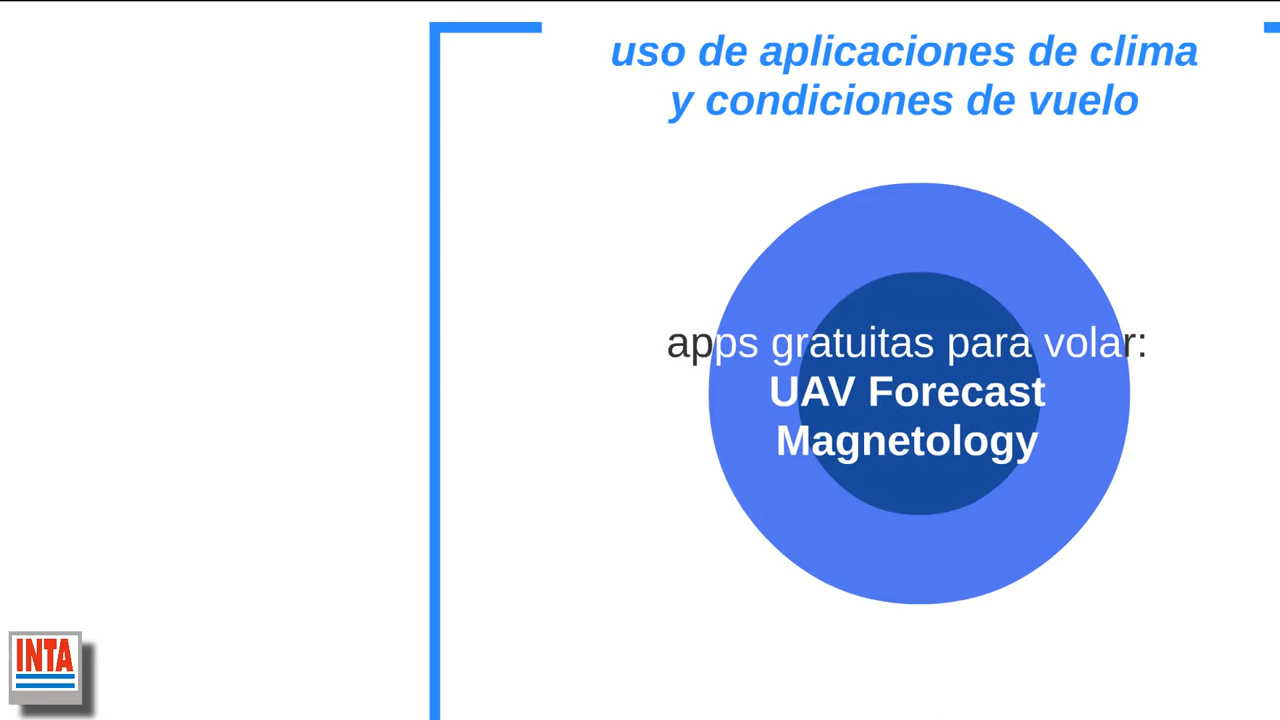 uso de aplicaciones de clima
y condiciones de vuelo
apps gratuitas para volar:
UAV Forecast
Magnetology
INTA